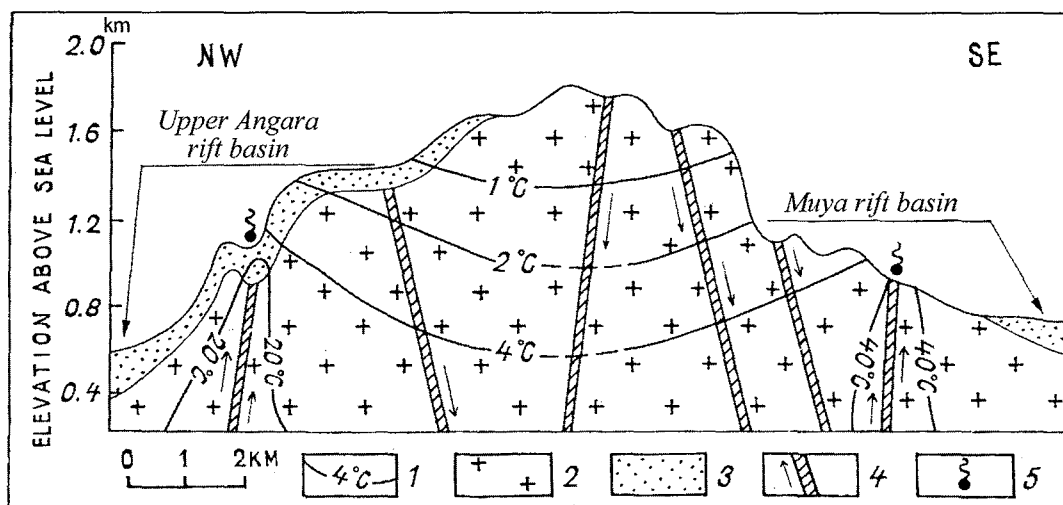 km
2.0
NW
SE
Upper Angara
rift basin
1.6
1°C
Muya rift basin
1.2
2°C
4°C
0.8
20°C
20°C
40°C
40°C
0.4
ELEVATION ABOVE SEA LEVEL
0 1 2 KM
4°C 1
2
3
4
5